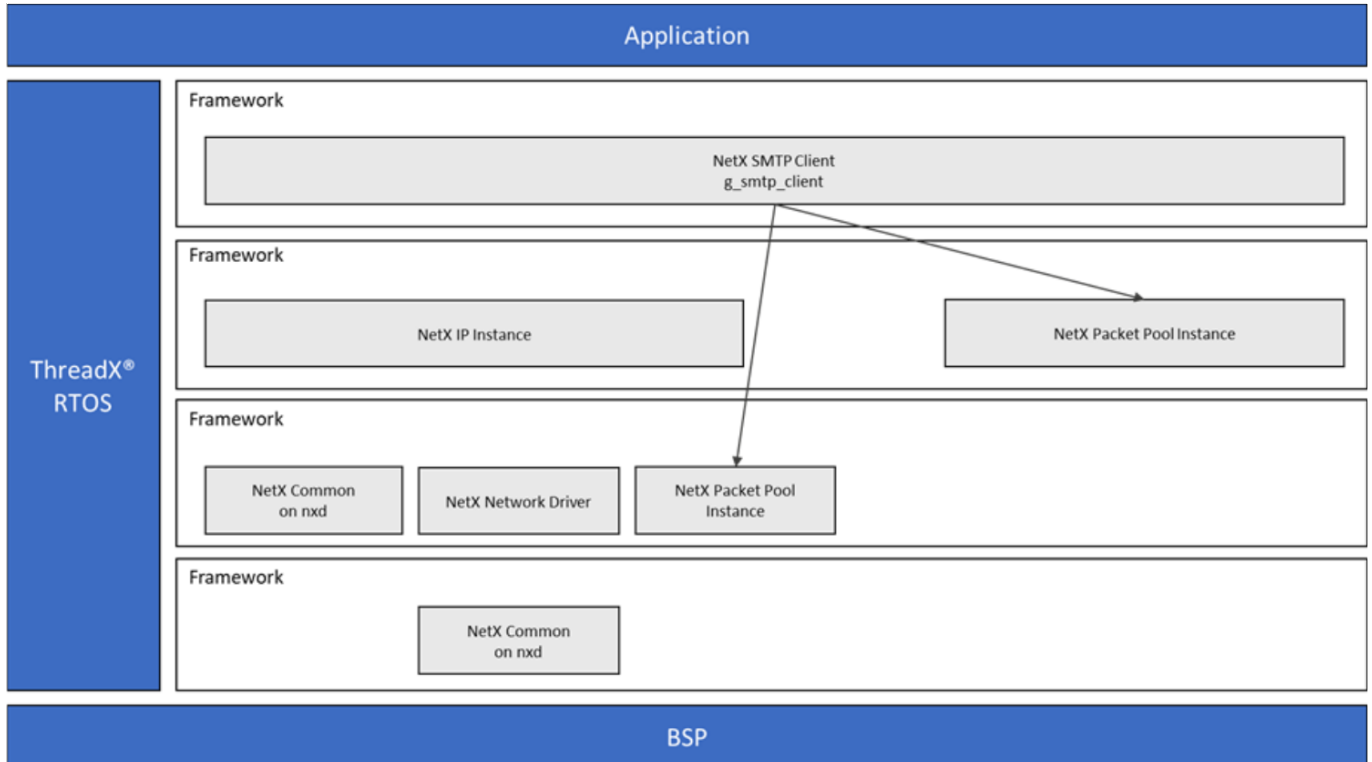 Application
ThreadX®
RTOS
Framework
NetX SMTP Client
g_smtp_client
Framework
NetX IP Instance
NetX Packet Pool Instance
Framework
NetX Common
on nxd
NetX Network Driver
NetX Packet Pool
Instance
Framework
NetX Common
on nxd
BSP